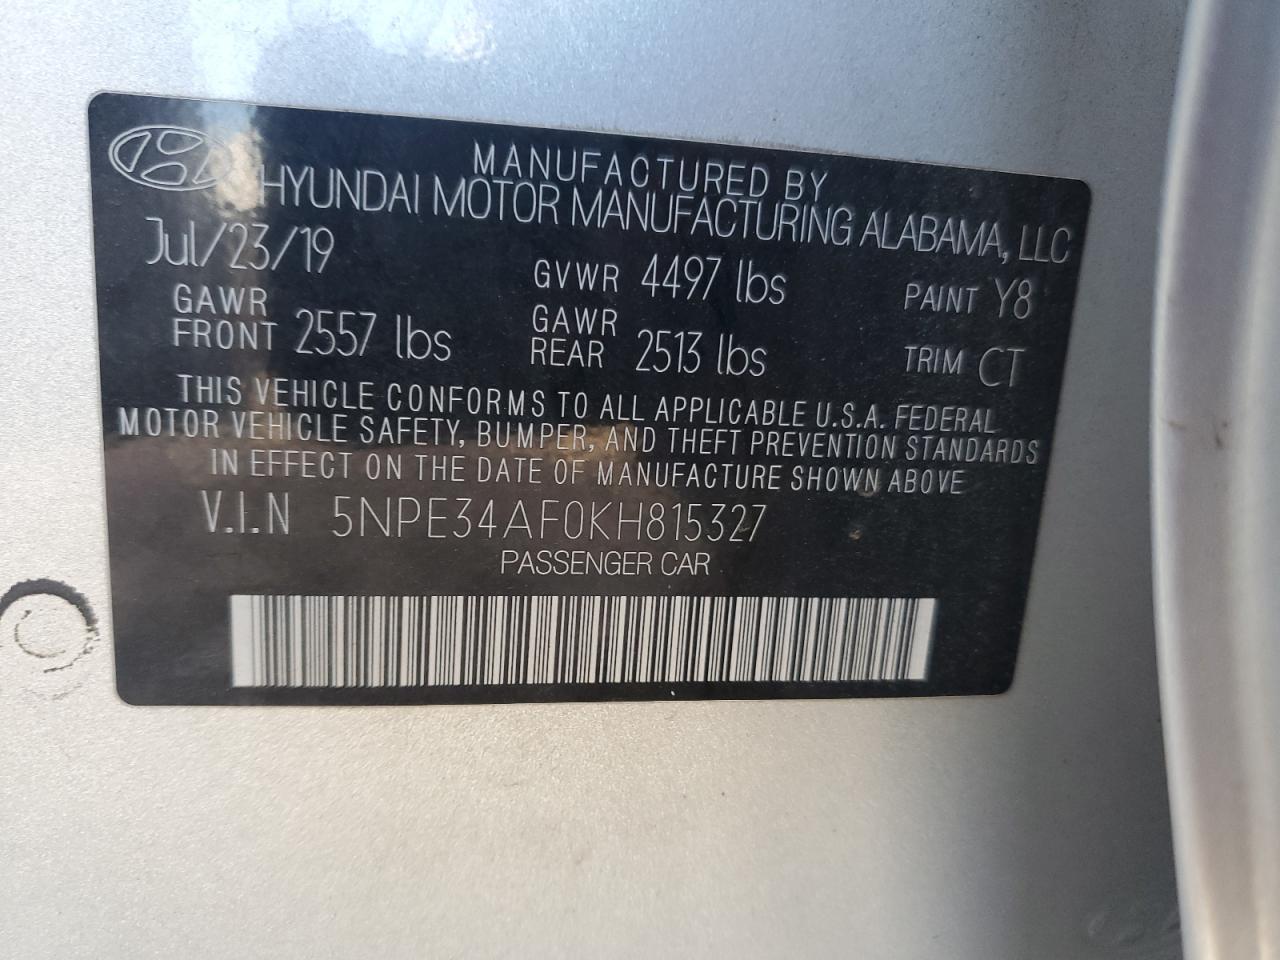 MANUFACTURED BY
HYUNDAI MOTOR MANUFACTURING ALABAMA, LLC
Jul/23/19 GVWR 4497 lbs PAINT Y8
GAWR FRONT 2557 lbs GAWR REAR 2513 lbs TRIM CT
THIS VEHICLE CONFORMS TO ALL APPLICABLE U.S.A. FEDERAL
MOTOR VEHICLE SAFETY, BUMPER, AND THEFT PREVENTION STANDARDS
IN EFFECT ON THE DATE OF MANUFACTURE SHOWN ABOVE
V.I.N 5NPE34AF0KH815327
PASSENGER CAR